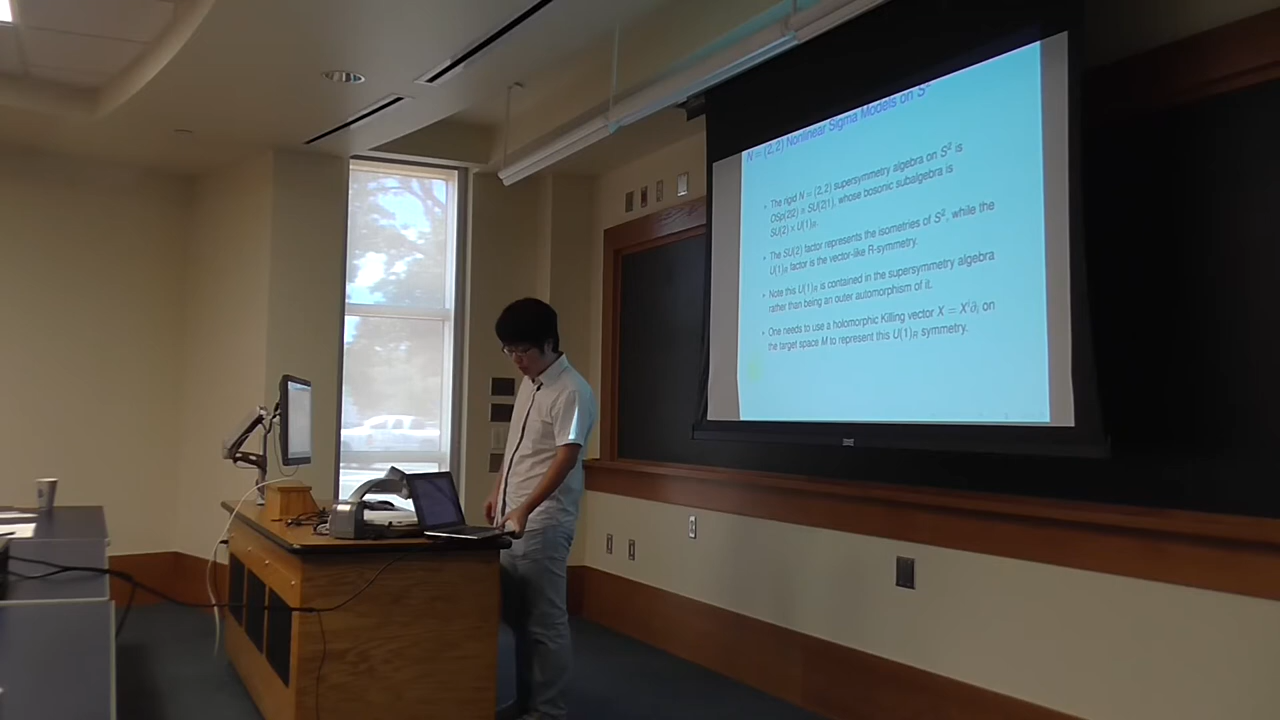 N = (2,2) Nonlinear Sigma Models on S²
The rigid N = (2,2) supersymmetry algebra on S² is
OSp(2|2) ≅ SU(2|1), whose bosonic subalgebra is
SU(2) × U(1)_R.
The SU(2) factor represents the isometries of S², while the
U(1)_R factor is the vector-like R-symmetry.
Note this U(1)_R is contained in the supersymmetry algebra
rather than being an outer automorphism of it.
One needs to use a holomorphic Killing vector X = Xⁱ∂ᵢ on
the target space M to represent this U(1)_R symmetry.